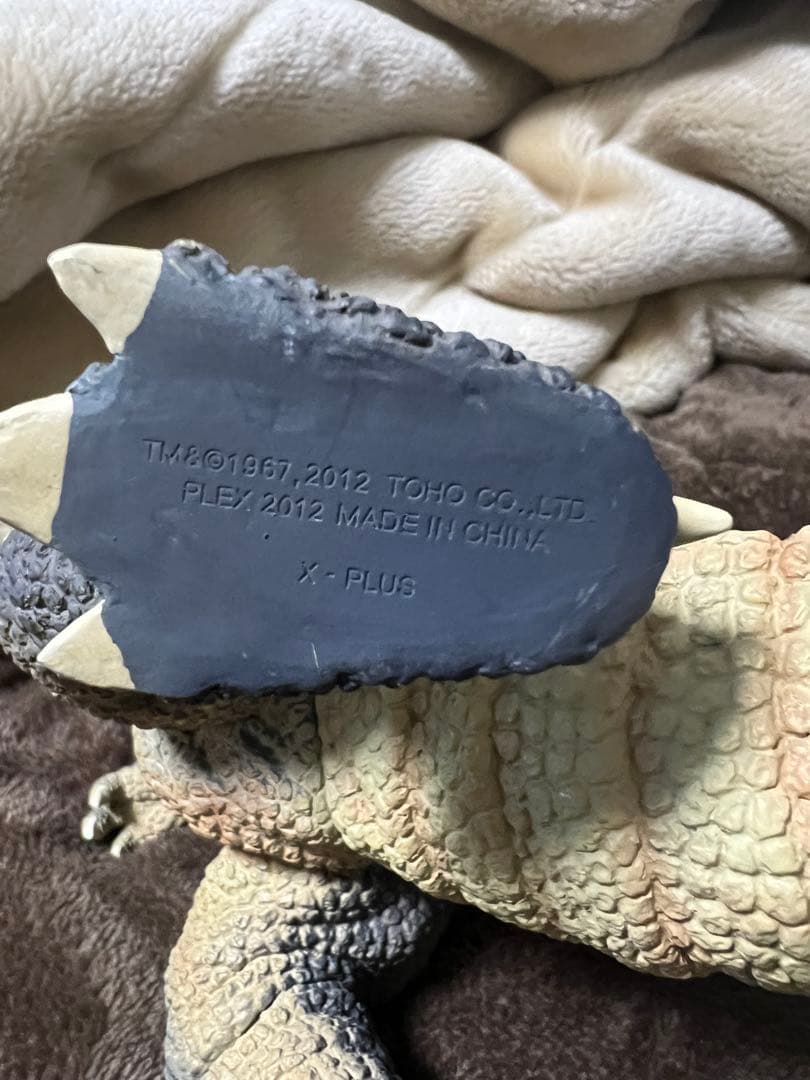 TM&©1967,2012 TOHO CO.,LTD.
PLEX 2012 MADE IN CHINA
X-PLUS